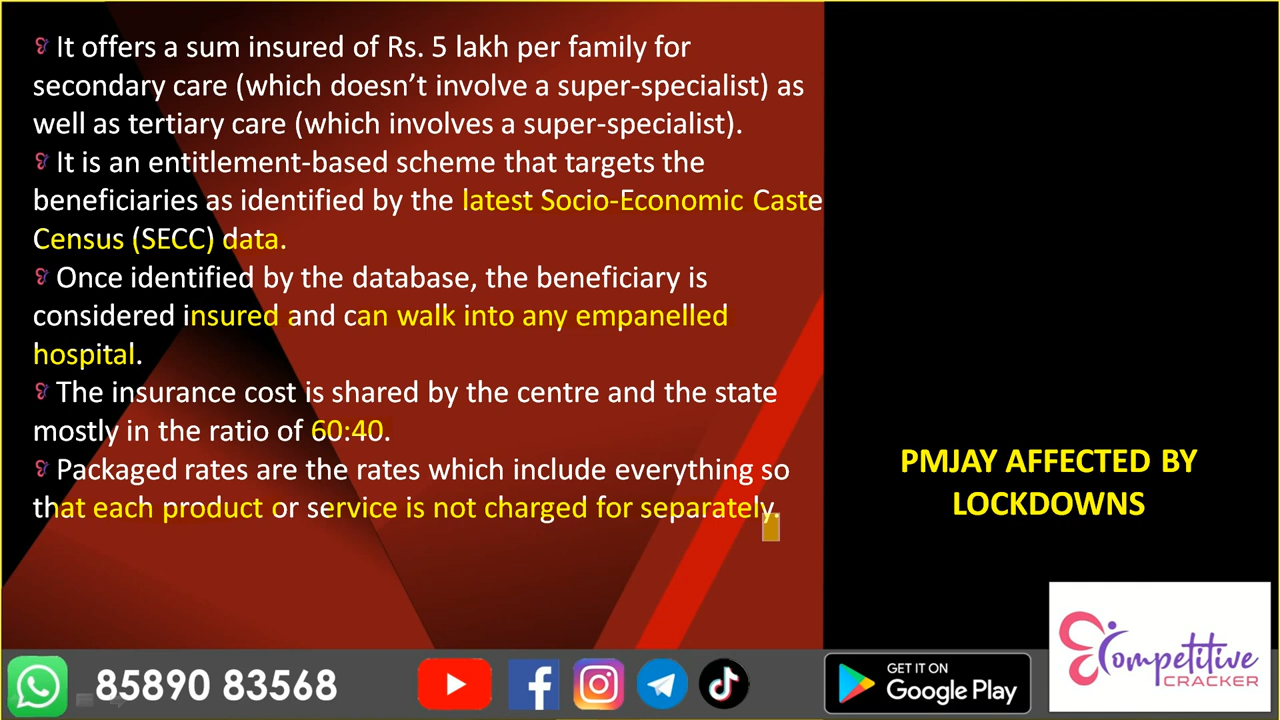 It offers a sum insured of Rs. 5 lakh per family for
secondary care (which doesn’t involve a super-specialist) as
well as tertiary care (which involves a super-specialist).
It is an entitlement-based scheme that targets the
beneficiaries as identified by the latest Socio-Economic Caste
Census (SECC) data.
Once identified by the database, the beneficiary is
considered insured and can walk into any empanelled
hospital.
The insurance cost is shared by the centre and the state
mostly in the ratio of 60:40.
Packaged rates are the rates which include everything so
that each product or service is not charged for separately.
PMJAY AFFECTED BY
LOCKDOWNS
85890 83568
GET IT ON
Google Play
Competitive
CRACKER